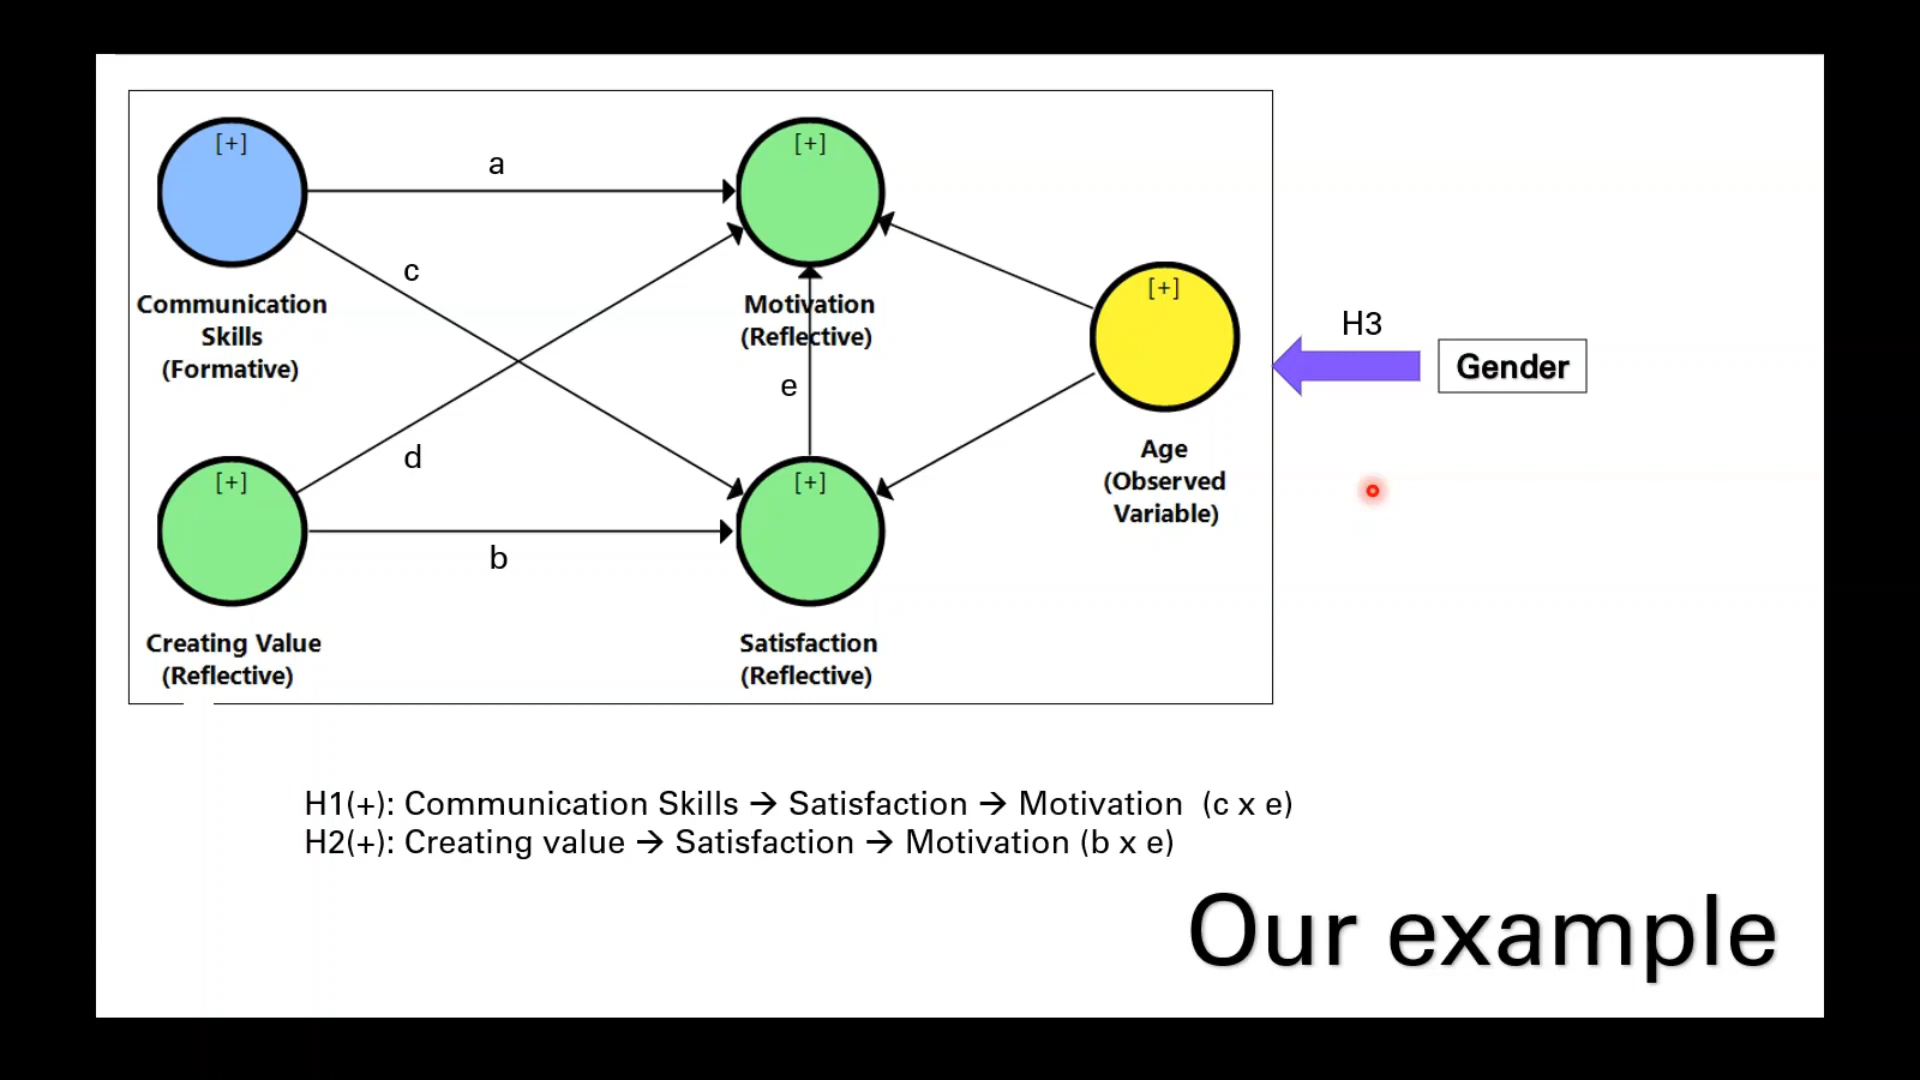 [+]
a
[+]
Communication
Skills
(Formative)
c
Motivation
(Reflective)
e
[+]
Age
(Observed
Variable)
H3
Gender
d
[+]
b
[+]
Creating Value
(Reflective)
Satisfaction
(Reflective)
H1(+): Communication Skills → Satisfaction → Motivation (c x e)
H2(+): Creating value → Satisfaction → Motivation (b x e)
Our example